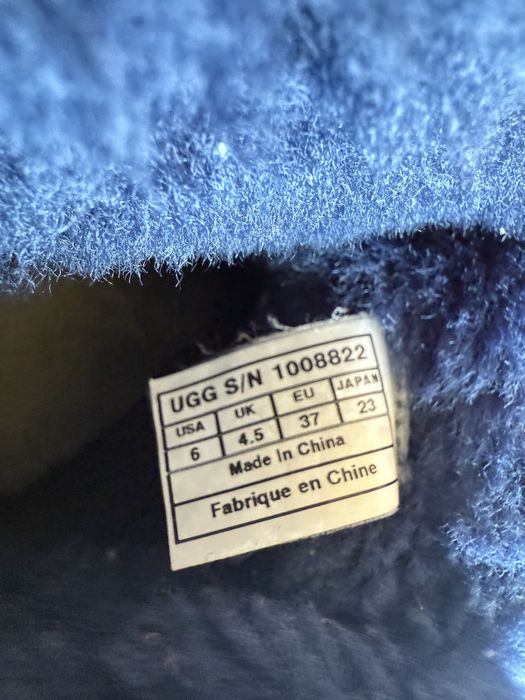 UGG S/N 1008822
USA UK EU JAPAN
6 4.5 37 23
Made In China
Fabrique en Chine